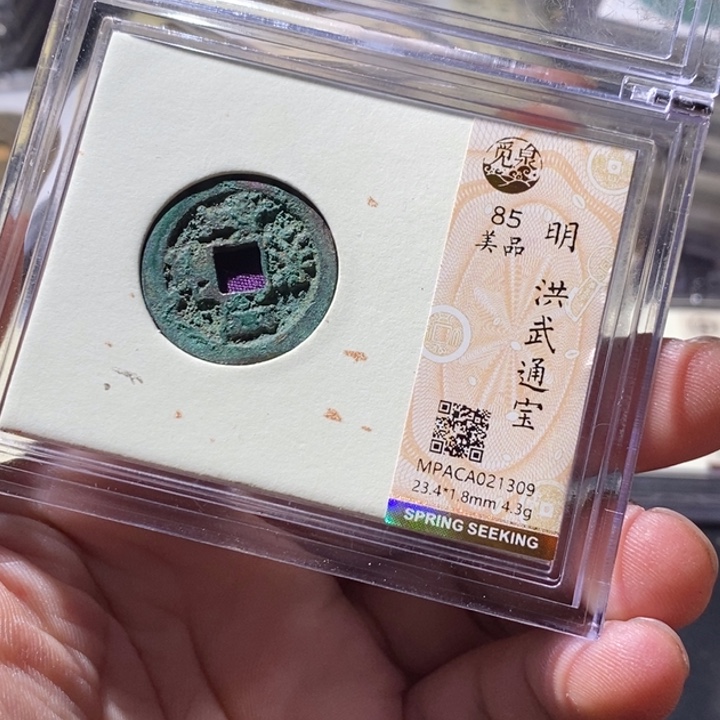 觅泉
85
美品
明
洪武通宝
MPACA021309
23.4*1.8mm 4.3g
SPRING SEEKING